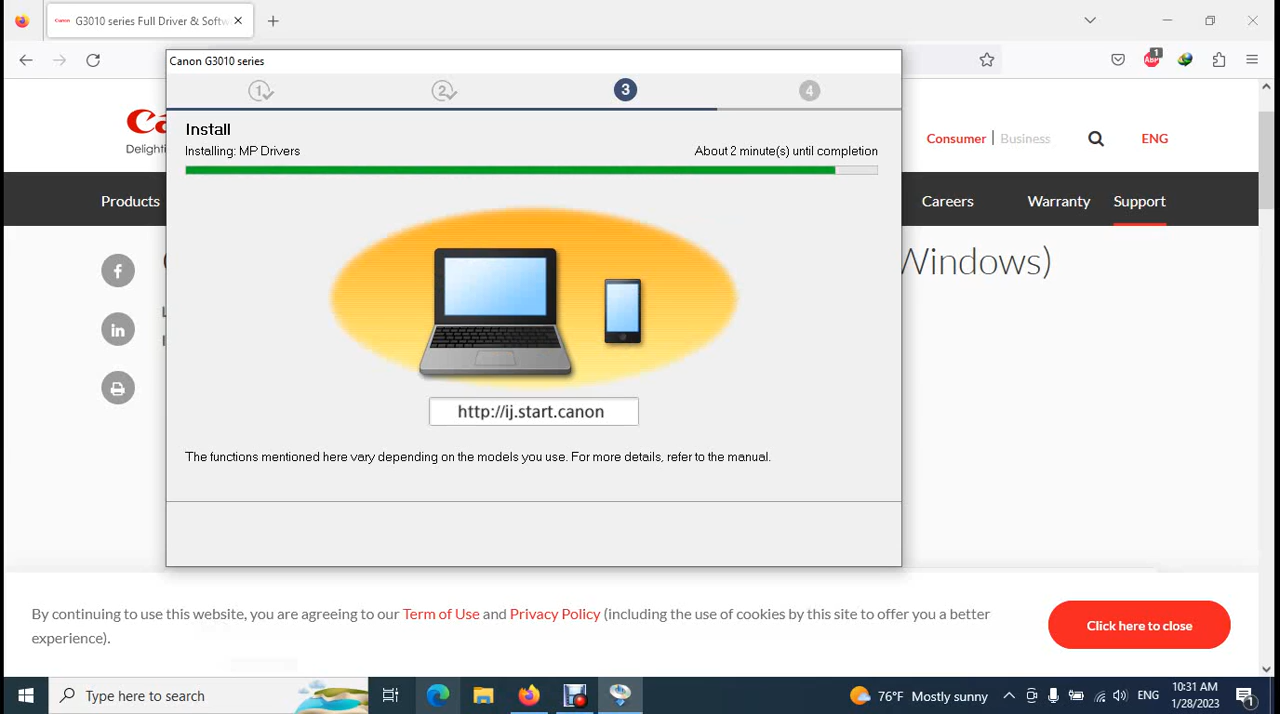 Canon G3010 series Full Driver & Softw
1
Canon G3010 series
1 2 3 4
Install
Installing: MP Drivers About 2 minute(s) until completion
http://ij.start.canon
The functions mentioned here vary depending on the models you use. For more details, refer to the manual.
Consumer | Business ENG
Products Careers Warranty Support
Windows)
By continuing to use this website, you are agreeing to our Term of Use and Privacy Policy (including the use of cookies by this site to offer you a better
experience).
Click here to close
Type here to search
76°F Mostly sunny
ENG
10:31 AM
1/28/2023
1